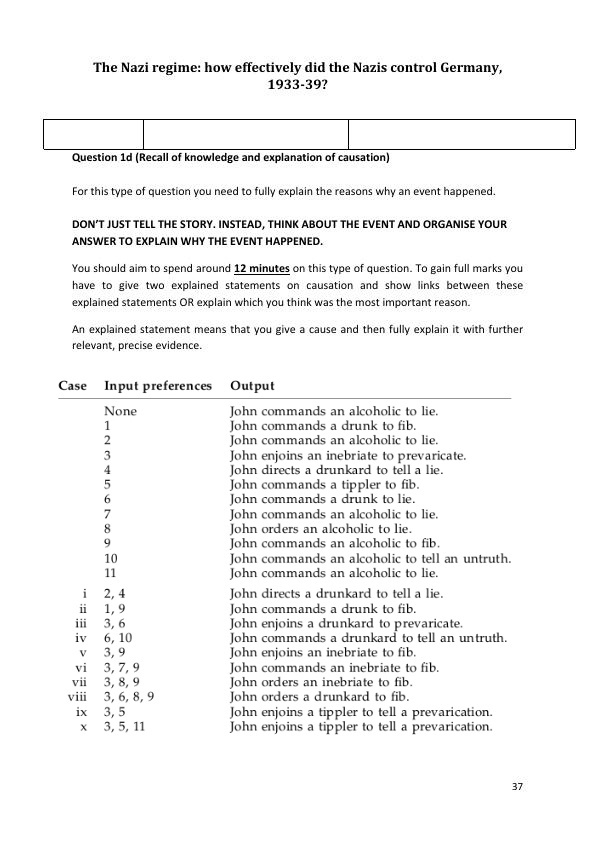 The Nazi regime: how effectively did the Nazis control Germany,
1933-39?
Question 1d (Recall of knowledge and explanation of causation)
For this type of question you need to fully explain the reasons why an event happened.
DON’T JUST TELL THE STORY. INSTEAD, THINK ABOUT THE EVENT AND ORGANISE YOUR
ANSWER TO EXPLAIN WHY THE EVENT HAPPENED.
You should aim to spend around 12 minutes on this type of question. To gain full marks you
have to give two explained statements on causation and show links between these
explained statements OR explain which you think was the most important reason.
An explained statement means that you give a cause and then fully explain it with further
relevant, precise evidence.
Case Input preferences Output
None John commands an alcoholic to lie.
1 John commands a drunk to fib.
2 John commands an alcoholic to lie.
3 John enjoins an inebriate to prevaricate.
4 John directs a drunkard to tell a lie.
5 John commands a tippler to fib.
6 John commands a drunk to lie.
7 John commands an alcoholic to lie.
8 John orders an alcoholic to lie.
9 John commands an alcoholic to fib.
10 John commands an alcoholic to tell an untruth.
11 John commands an alcoholic to lie.
i 2, 4 John directs a drunkard to tell a lie.
ii 1, 9 John commands a drunk to fib.
iii 3, 6 John enjoins a drunkard to prevaricate.
iv 6, 10 John commands a drunkard to tell an untruth.
v 3, 9 John enjoins an inebriate to fib.
vi 3, 7, 9 John commands an inebriate to fib.
vii 3, 8, 9 John orders an inebriate to fib.
viii 3, 6, 8, 9 John orders a drunkard to fib.
ix 3, 5 John enjoins a tippler to tell a prevarication.
x 3, 5, 11 John enjoins a tippler to tell a prevarication.
37